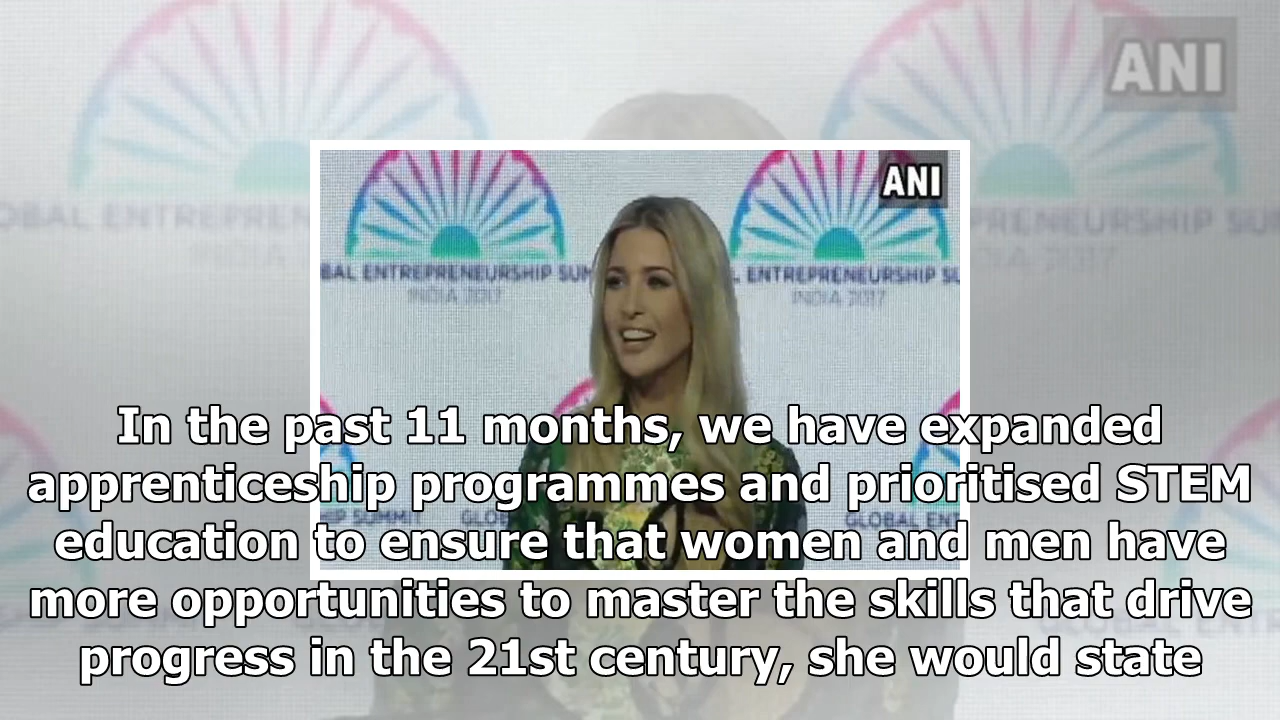 ANI
ANI
BAL ENTREPRENEURSHIP SUM
ENTREPRENEURSHIP SU
INDIA 2017
INDIA 2017
In the past 11 months, we have expanded
apprenticeship programmes and prioritised STEM
education to ensure that women and men have
more opportunities to master the skills that drive
progress in the 21st century, she would state